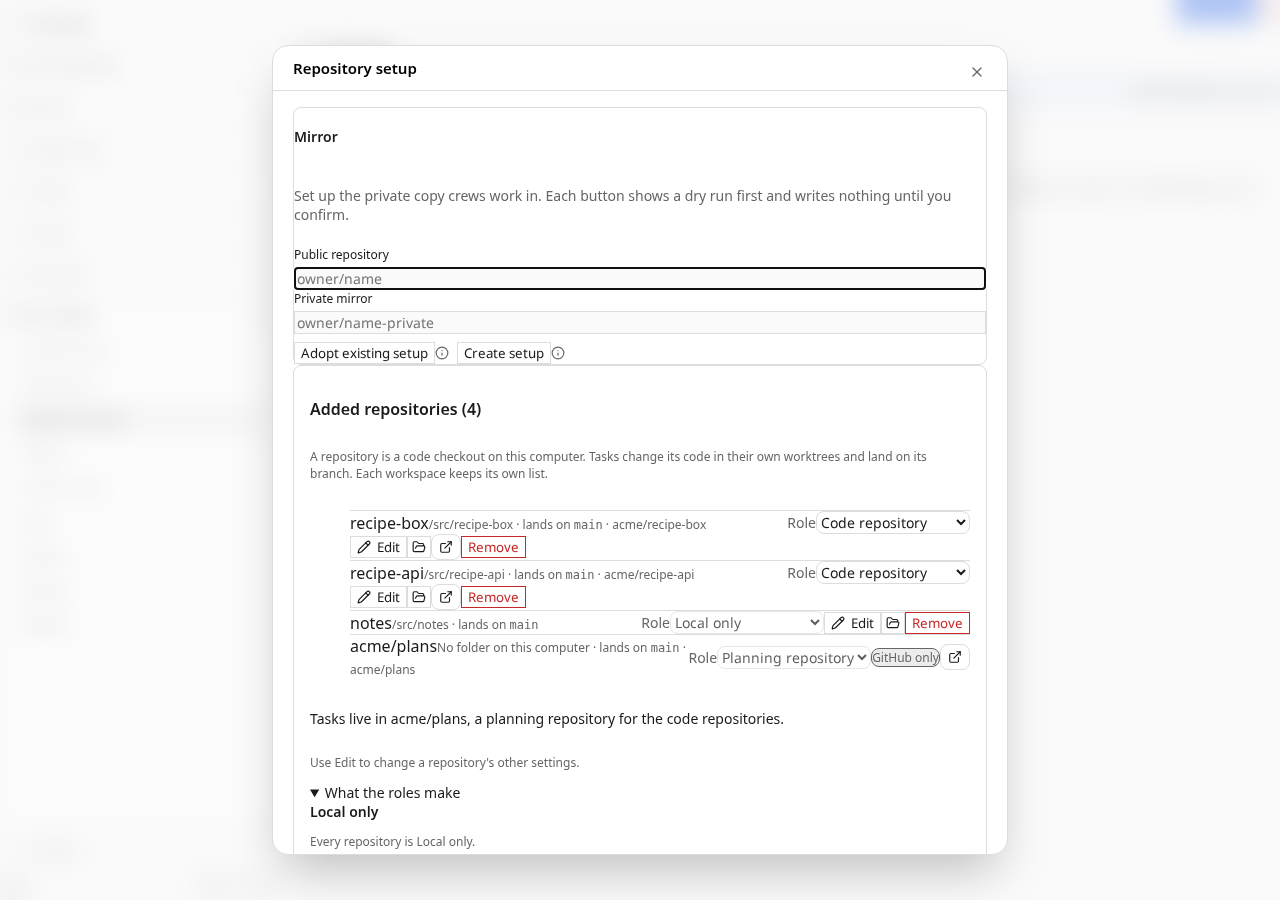 Repository setup
Mirror
Set up the private copy crews work in. Each button shows a dry run first and writes nothing until you
confirm.
Public repository
owner/name
Private mirror
owner/name-private
Adopt existing setup Create setup
Added repositories (4)
A repository is a code checkout on this computer. Tasks change its code in their own worktrees and land on its
branch. Each workspace keeps its own list.
recipe-box/src/recipe-box · lands on main · acme/recipe-box Role Code repository
Edit Remove
recipe-api/src/recipe-api · lands on main · acme/recipe-api Role Code repository
Edit Remove
notes/src/notes · lands on main Role Local only Edit Remove
acme/plansNo folder on this computer · lands on main ·
acme/plans Role Planning repository GitHub only
Tasks live in acme/plans, a planning repository for the code repositories.
Use Edit to change a repository's other settings.
▼ What the roles make
Local only
Every repository is Local only.